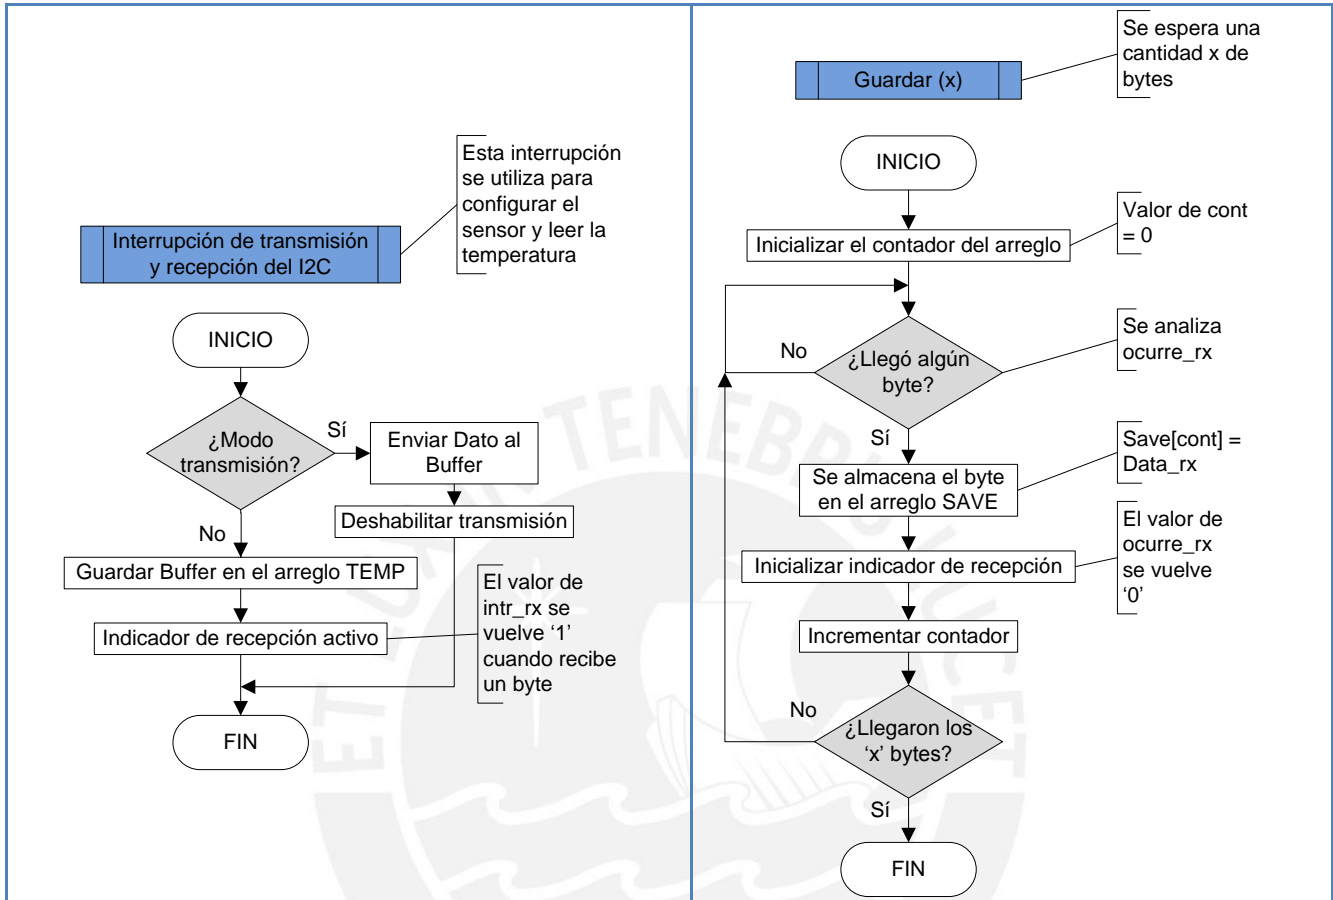 Esta interrupción
se utiliza para
configurar el
sensor y leer la
temperatura
Interrupción de transmisión
y recepción del I2C
INICIO
¿Modo
transmisión?
Sí
Enviar Dato al
Buffer
Deshabilitar transmisión
No
Guardar Buffer en el arreglo TEMP
Indicador de recepción activo
El valor de
intr_rx se
vuelve ‘1’
cuando recibe
un byte
FIN
Se espera una
cantidad x de
bytes
Guardar (x)
INICIO
Valor de cont
= 0
Inicializar el contador del arreglo
No
¿Llegó algún
byte?
Se analiza
ocurre_rx
Sí
Save[cont] =
Data_rx
Se almacena el byte
en el arreglo SAVE
El valor de
ocurre_rx
se vuelve
‘0’
Inicializar indicador de recepción
Incrementar contador
No
¿Llegaron los
‘x’ bytes?
Sí
FIN